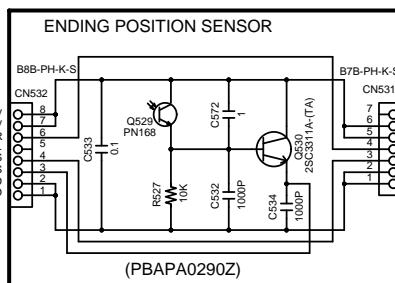 ENDING POSITION SENSOR
B8B-PH-K-S
CN532
8
7
6
5
4
3
2
1
C533
0.1
Q529
PN168
R527
10K
C572
1
C532
1000P
Q530
2SC3311A-(TA)
C534
1000P
B7B-PH-K-S
CN531
7
6
5
4
3
2
1
(PBAPA0290Z)